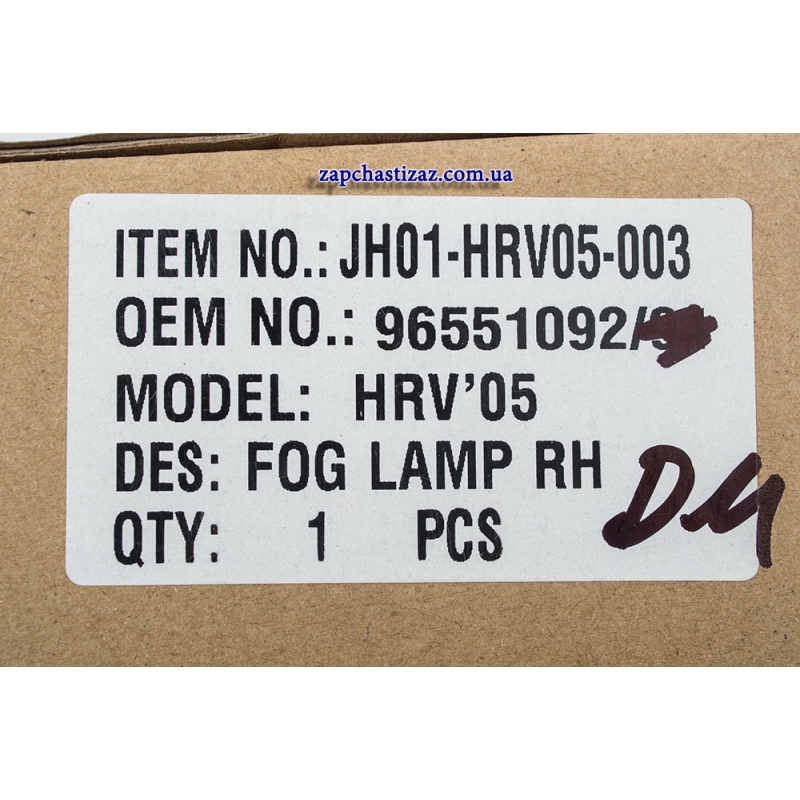 zapchastizaz.com.ua
ITEM NO.: JH01-HRV05-003
OEM NO.: 96551092/
MODEL: HRV'05
DES: FOG LAMP RH
QTY: 1 PCS